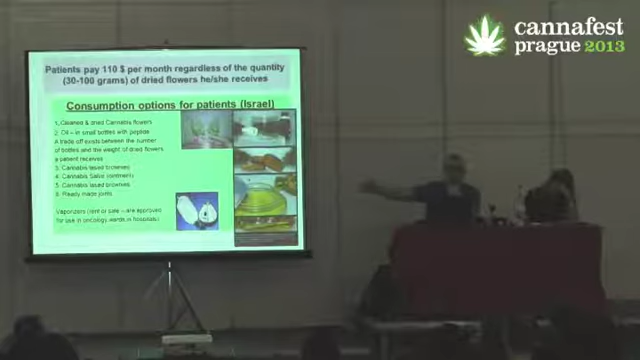 cannafest
prague 2013
Patients pay 110 $ per month regardless of the quantity
(30-100 grams) of dried flowers he/she receives
Consumption options for patients (Israel)
1, Cleaned & dried Cannabis flowers
2. Oil – in small bottles with
A trade off exists between the number
of bottles and the weight of dried flowers
a patient receives
3. Cannabis based brownies
4. Cannabis Salve (ointment)
5. Cannabis based brownies
6. Ready made joints
Vaporizers (rent or sale – are approved
for use in oncology wards in hospitals)